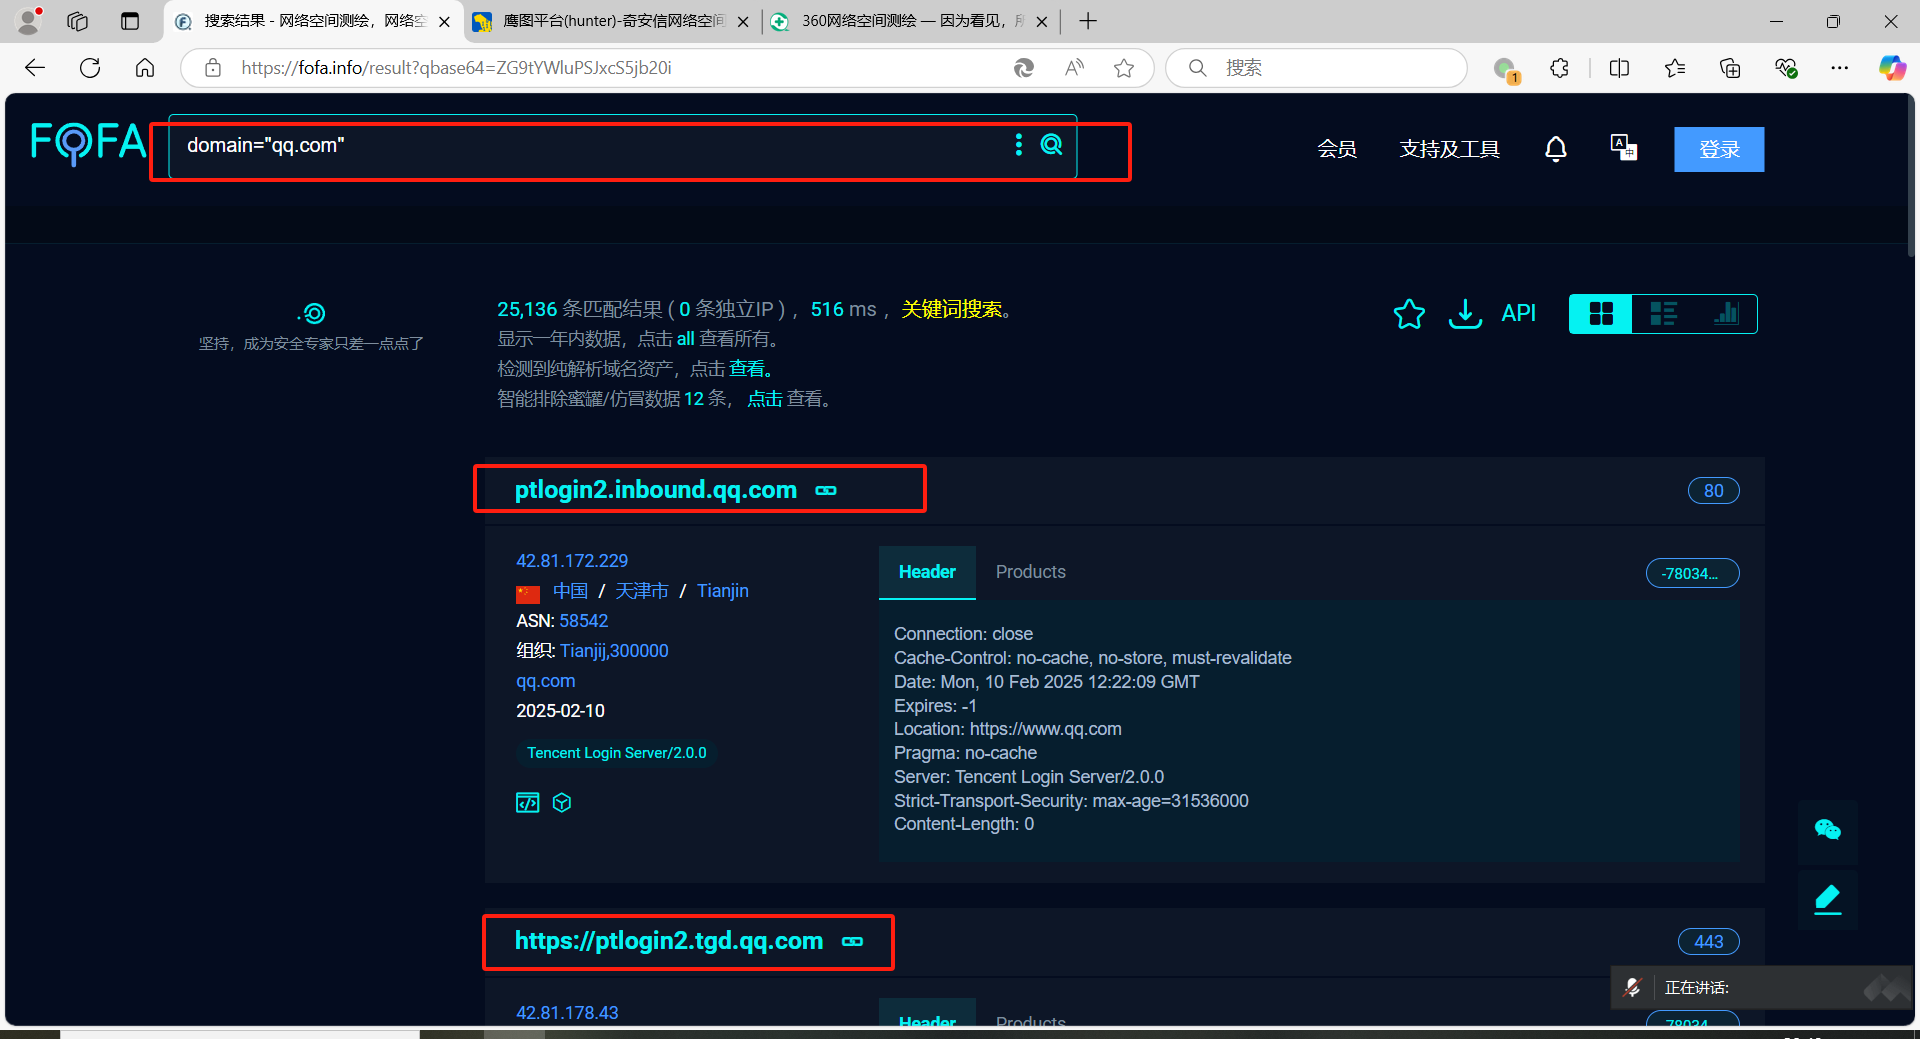 搜索结果 - 网络空间测绘，网络空
鹰图平台(hunter)-奇安信网络空间
360网络空间测绘 — 因为看见，所
https://fofa.info/result?qbase64=ZG9tYWluPSJxcS5jb20i
搜索
1
FOFA
domain="qq.com"
会员
支持及工具
登录
25,136 条匹配结果 ( 0 条独立IP ) ，516 ms ，关键词搜索。
显示一年内数据，点击 all 查看所有。
检测到纯解析域名资产，点击 查看。
智能排除蜜罐/仿冒数据 12 条， 点击 查看。
坚持，成为安全专家只差一点点了
API
ptlogin2.inbound.qq.com
80
42.81.172.229
中国 / 天津市 / Tianjin
ASN: 58542
组织: Tianjij,300000
qq.com
2025-02-10
Tencent Login Server/2.0.0
Header
Products
-78034...
Connection: close
Cache-Control: no-cache, no-store, must-revalidate
Date: Mon, 10 Feb 2025 12:22:09 GMT
Expires: -1
Location: https://www.qq.com
Pragma: no-cache
Server: Tencent Login Server/2.0.0
Strict-Transport-Security: max-age=31536000
Content-Length: 0
https://ptlogin2.tgd.qq.com
443
正在讲话:
42.81.178.43
Header
Products
-78034...